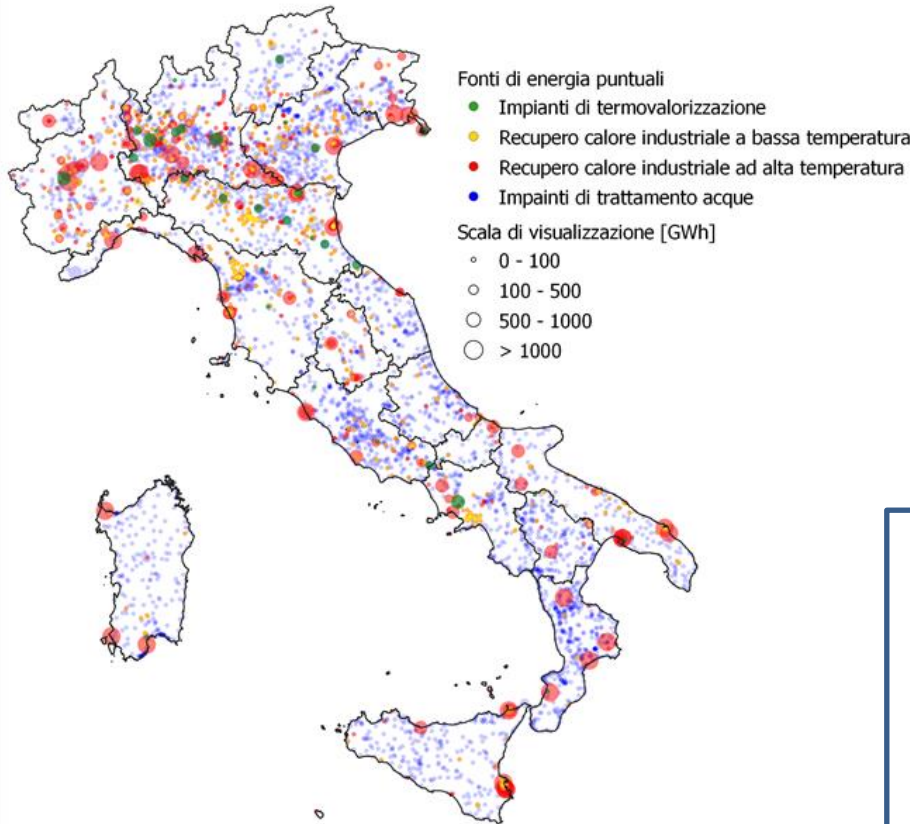 Fonti di energia puntuali
Impianti di termovalorizzazione
Recupero calore industriale a bassa temperatura
Recupero calore industriale ad alta temperatura
Impainti di trattamento acque
Scala di visualizzazione [GWh]
0 - 100
100 - 500
500 - 1000
> 1000